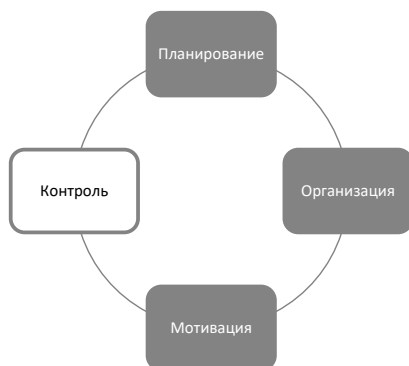 Планирование
Контроль
Организация
Мотивация